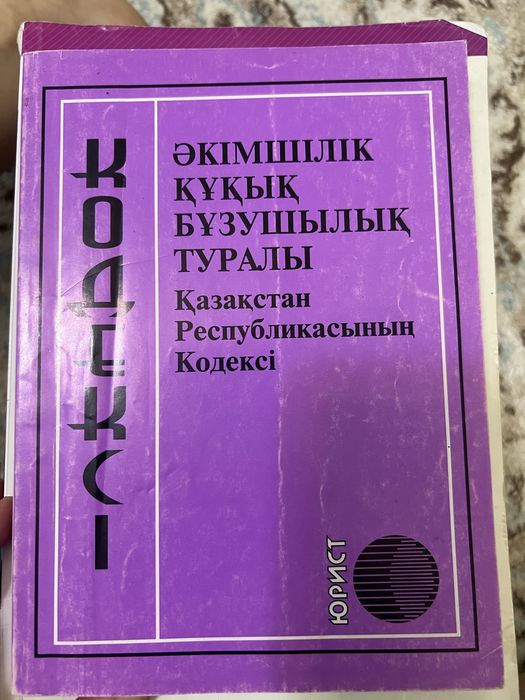 КОДЕКСІ
ӘКІМШІЛІК
ҚҰҚЫҚ
БҰЗУШЫЛЫҚ
ТУРАЛЫ
Қазақстан
Республикасының
Кодексі
ЮРИСТ